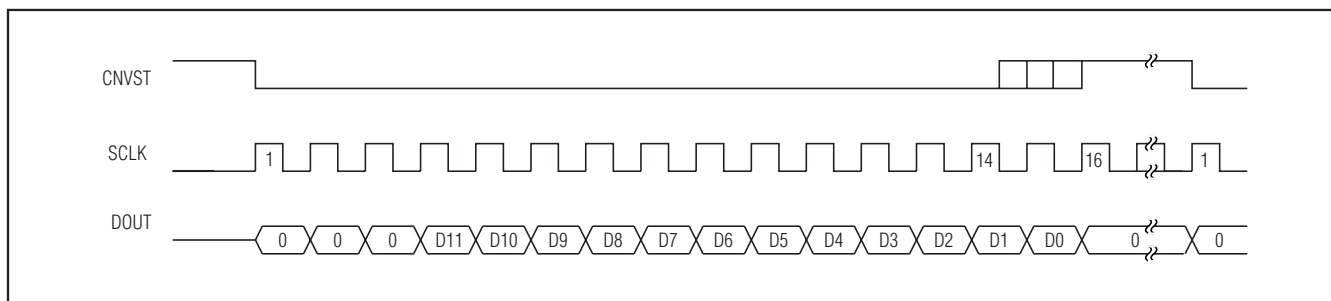 CNVST
SCLK 1 14 16 1
DOUT
0 0 0 D11 D10 D9 D8 D7 D6 D5 D4 D3 D2 D1 D0 0 0